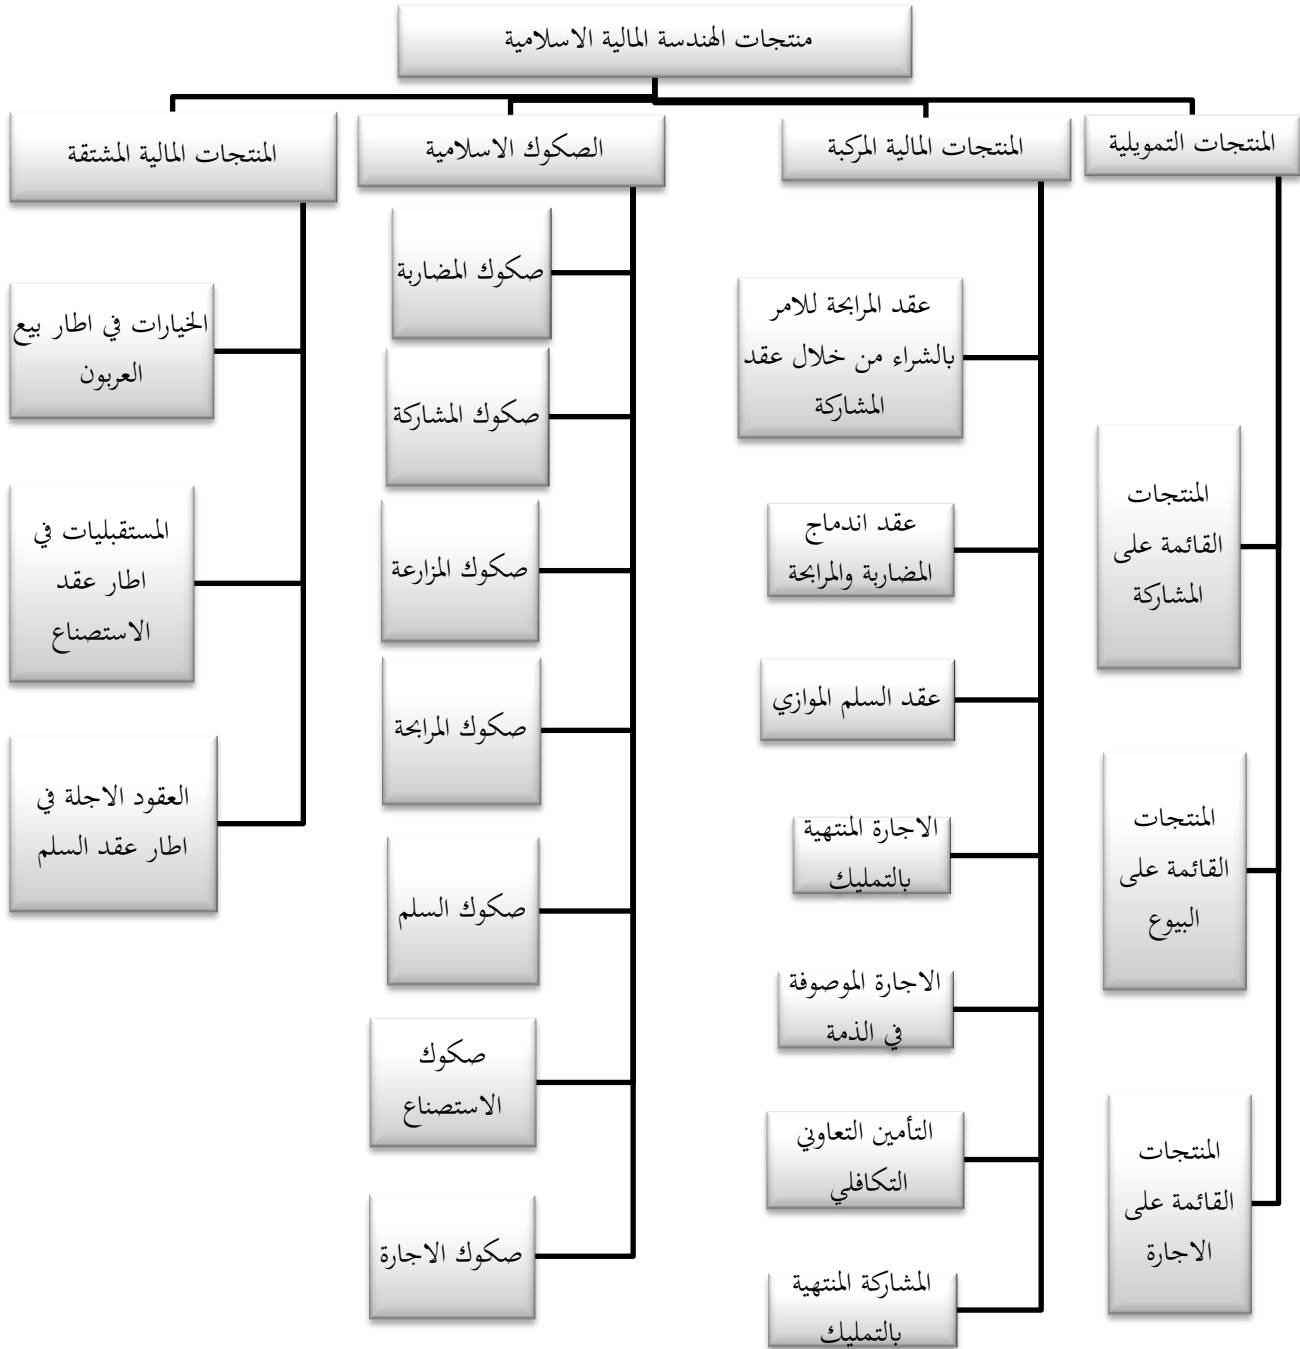 منتجات الهندسة المالية الاسلامية
المنتجات التمويلية
المنتجات المالية المركبة
الصكوك الاسلامية
المنتجات المالية المشتقة
المنتجات
القائمة على
المشاركة
المنتجات
القائمة على
البيوع
المنتجات
القائمة على
الاجارة
عقد المرابحة للامر
بالشراء من خلال عقد
المشاركة
عقد اندماج
المضاربة والمرابحة
عقد السلم الموازي
الاجارة المنتهية
بالتمليك
الاجارة الموصوفة
في الذمة
التأمين التعاوني
التكافلي
المشاركة المنتهية
بالتمليك
صكوك المضاربة
صكوك المشاركة
صكوك المزارعة
صكوك المرابحة
صكوك السلم
صكوك
الاستصناع
صكوك الاجارة
الخيارات في اطار بيع
العربون
المستقبليات في
اطار عقد
الاستصناع
العقود الاجلة في
اطار عقد السلم